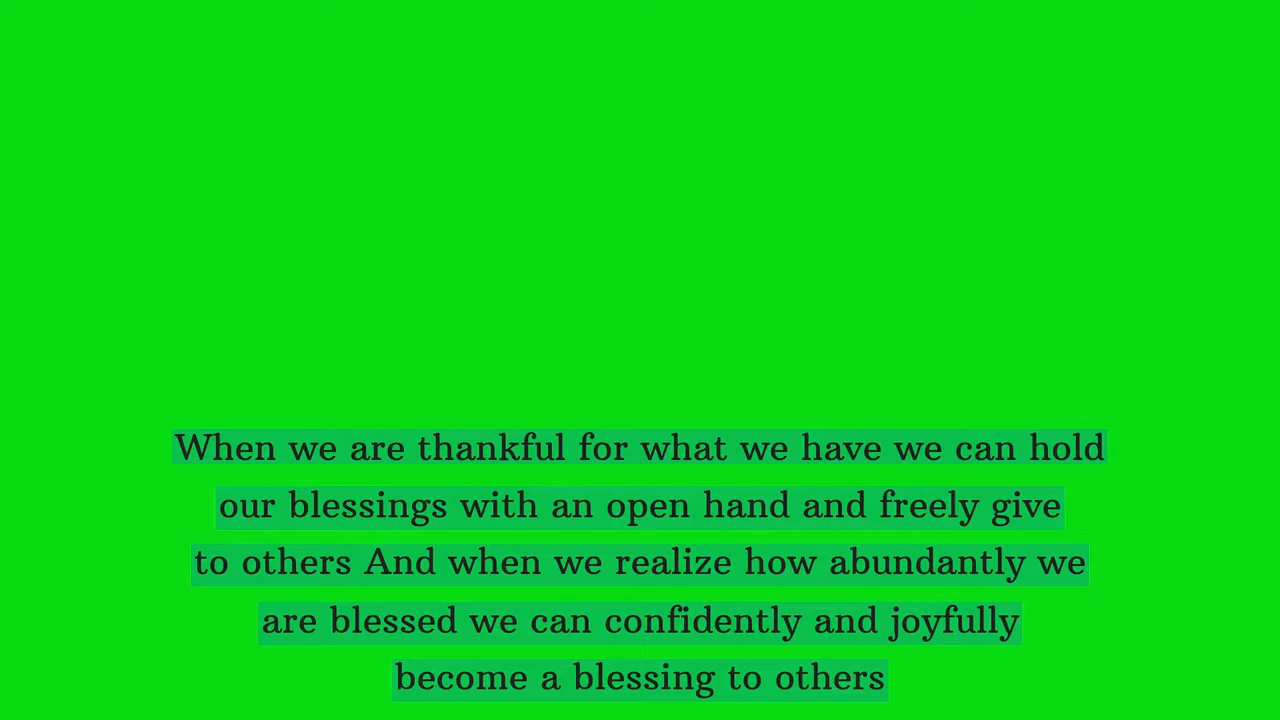 When we are thankful for what we have we can hold
our blessings with an open hand and freely give
to others And when we realize how abundantly we
are blessed we can confidently and joyfully
become a blessing to others